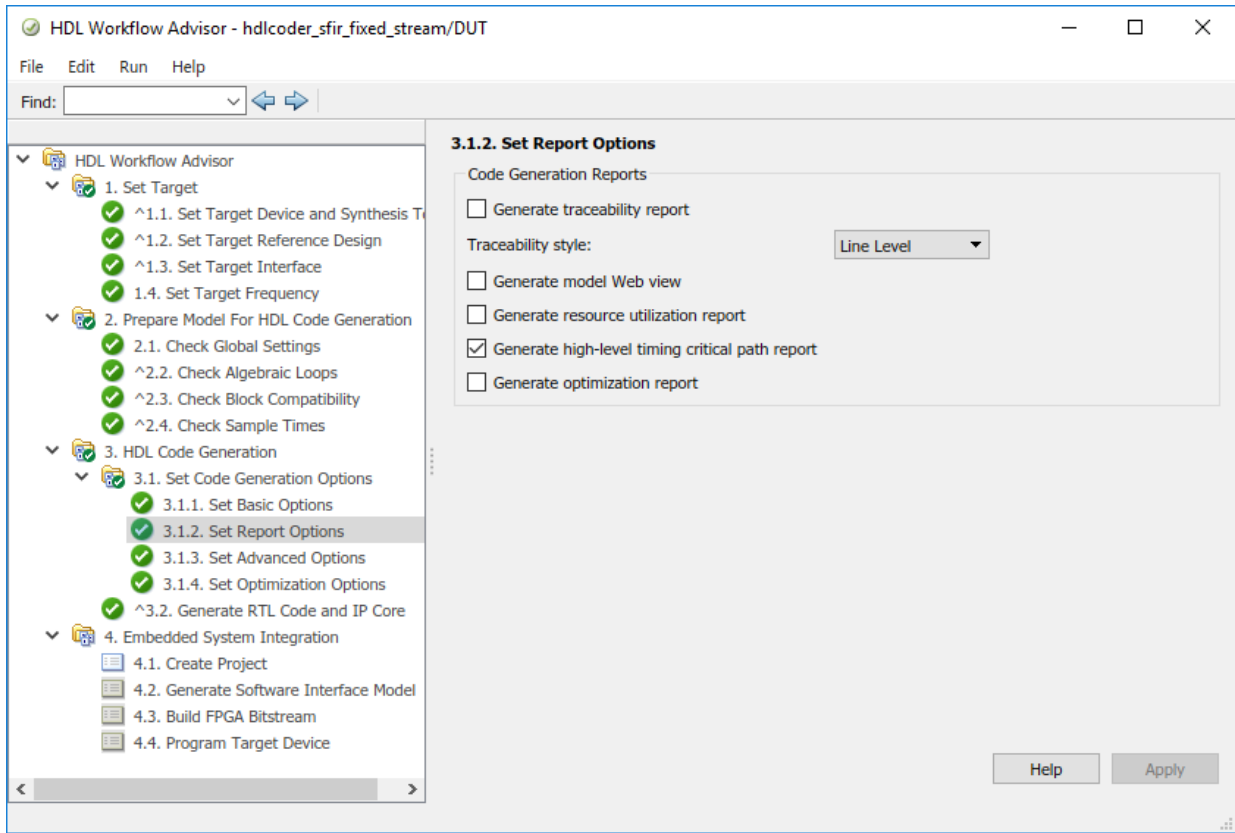 HDL Workflow Advisor - hdlcoder_sfir_fixed_stream/DUT
File Edit Run Help
Find:
HDL Workflow Advisor
1. Set Target
^1.1. Set Target Device and Synthesis T
^1.2. Set Target Reference Design
^1.3. Set Target Interface
1.4. Set Target Frequency
2. Prepare Model For HDL Code Generation
2.1. Check Global Settings
^2.2. Check Algebraic Loops
^2.3. Check Block Compatibility
^2.4. Check Sample Times
3. HDL Code Generation
3.1. Set Code Generation Options
3.1.1. Set Basic Options
3.1.2. Set Report Options
3.1.3. Set Advanced Options
3.1.4. Set Optimization Options
^3.2. Generate RTL Code and IP Core
4. Embedded System Integration
4.1. Create Project
4.2. Generate Software Interface Model
4.3. Build FPGA Bitstream
4.4. Program Target Device
3.1.2. Set Report Options
Code Generation Reports
Generate traceability report
Traceability style: Line Level
Generate model Web view
Generate resource utilization report
Generate high-level timing critical path report
Generate optimization report
Help Apply